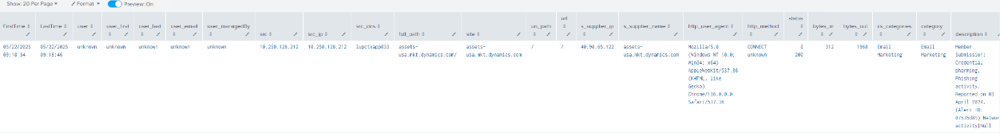 Show: 20 Per Page Format Preview: On
FirstTime LastTime user user_first user_last user_email user_managedBy src src_ip src_dns full_path site uri_path url s_supplier_ip s_supplier_name http_user_agent http_method status bytes_in bytes_out cs_categories category description
05/22/2025 05/22/2025 unknown unknown unknown unknown unknown 10.250.128.212 10.250.128.212 lupctxapp033 assets- assets- / / 40.90.65.122 assets- Mozilla/5.0 CONNECT 0 312 1968 Email Email Member
09:18:34 09:18:46 usa.mkt.dynamics.com/ usa.mkt.dynamics.com usa.mkt.dynamics.com (Windows NT 10.0; unknown 200 Marketing Marketing Submission:
Win64; x64) Credential
AppleWebKit/537.36 pharming,
(KHTML, like Phishing
Gecko) activity.
Chrome/136.0.0.0 Reported on 03
Safari/537.36 April 2024.
(Alert ID:
07535d89) Networ
activity|Null